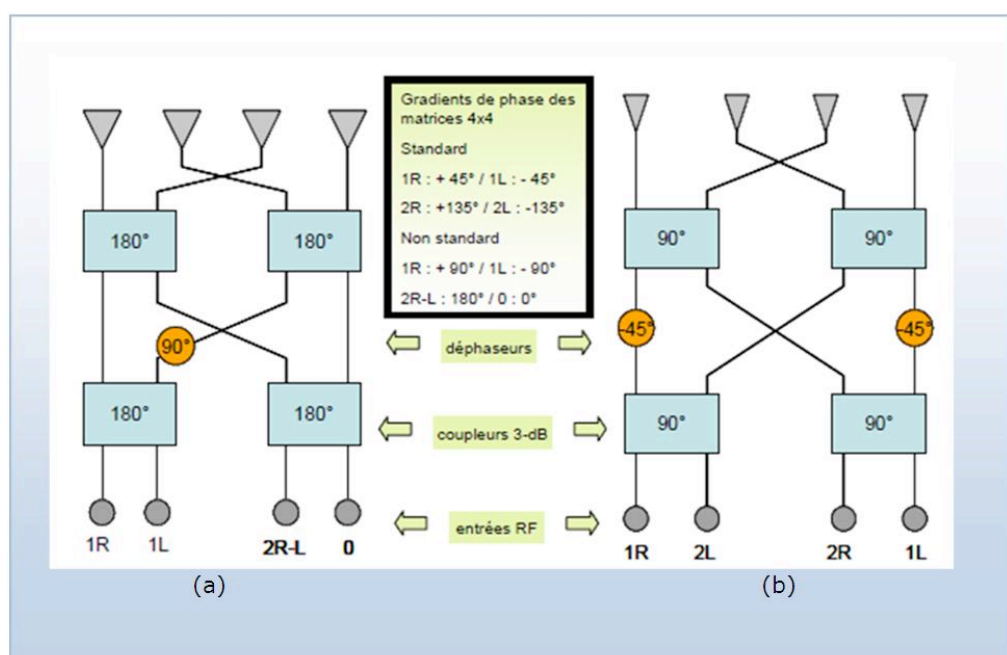 Gradients de phase des
matrices 4x4
Standard
1R : + 45° / 1L : - 45°
2R : +135° / 2L : -135°
Non standard
1R : + 90° / 1L : - 90°
2R-L : 180° / 0 : 0°
180° 180°
90° 90°
90°
déphaseurs
-45° -45°
180° 180°
coupleurs 3-dB
90° 90°
entrées RF
1R 1L 2R-L 0
1R 2L 2R 1L
(a) (b)